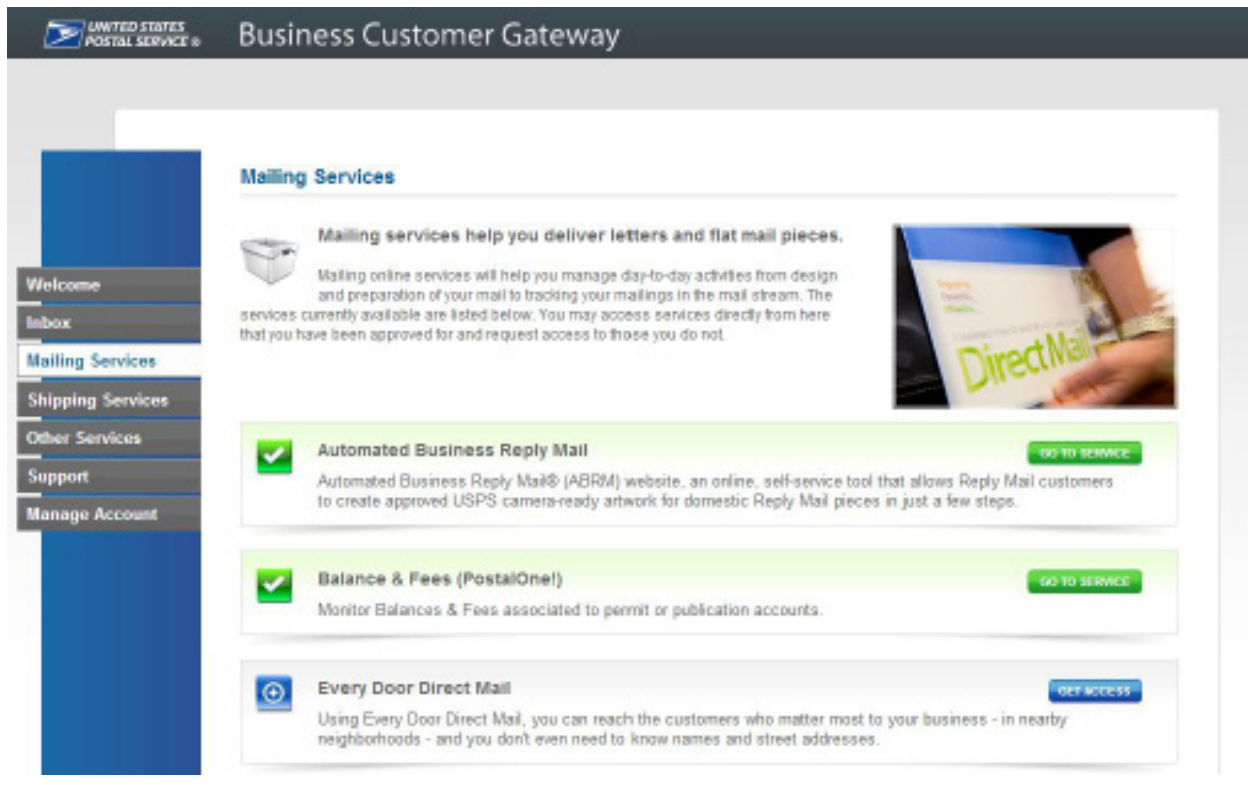 UNITED STATES
POSTAL SERVICE ®
Business Customer Gateway
Mailing Services
Mailing services help you deliver letters and flat mail pieces.
Mailing online services will help you manage day-to-day activities from design
and preparation of your mail to tracking your mailings in the mail stream. The
services currently available are listed below. You may access services directly from here
that you have been approved for and request access to those you do not.
DirectMail
Welcome
Inbox
Mailing Services
Shipping Services
Other Services
Support
Manage Account
Automated Business Reply Mail
GO TO SERVICE
Automated Business Reply Mail® (ABRM) website, an online, self-service tool that allows Reply Mail customers
to create approved USPS camera-ready artwork for domestic Reply Mail pieces in just a few steps.
Balance & Fees (PostalOne!)
GO TO SERVICE
Monitor Balances & Fees associated to permit or publication accounts.
Every Door Direct Mail
GET ACCESS
Using Every Door Direct Mail, you can reach the customers who matter most to your business - in nearby
neighborhoods - and you don't even need to know names and street addresses.